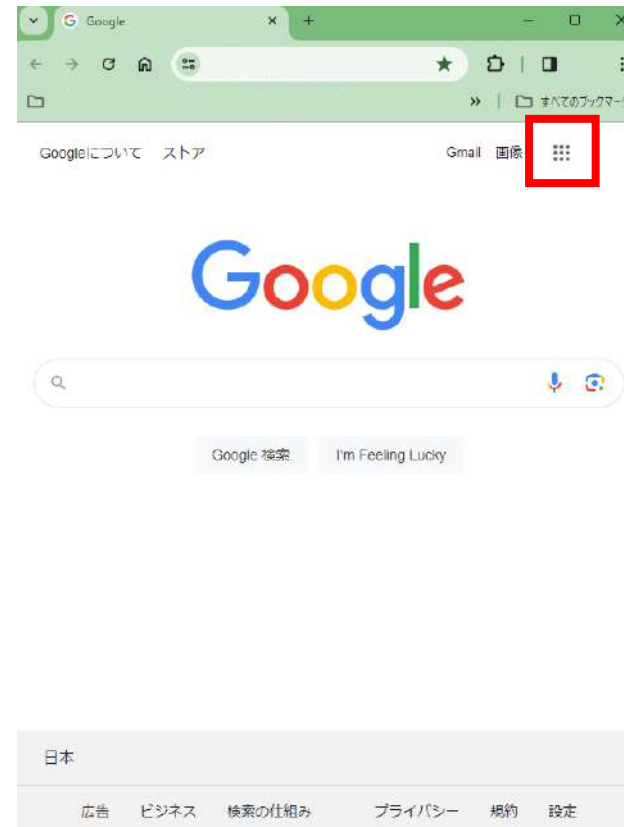 Google
すべてのブックマー
Googleについて ストア Gmail 画像
Google
Google 検索 I'm Feeling Lucky
日本
広告 ビジネス 検索の仕組み プライバシー 規約 設定